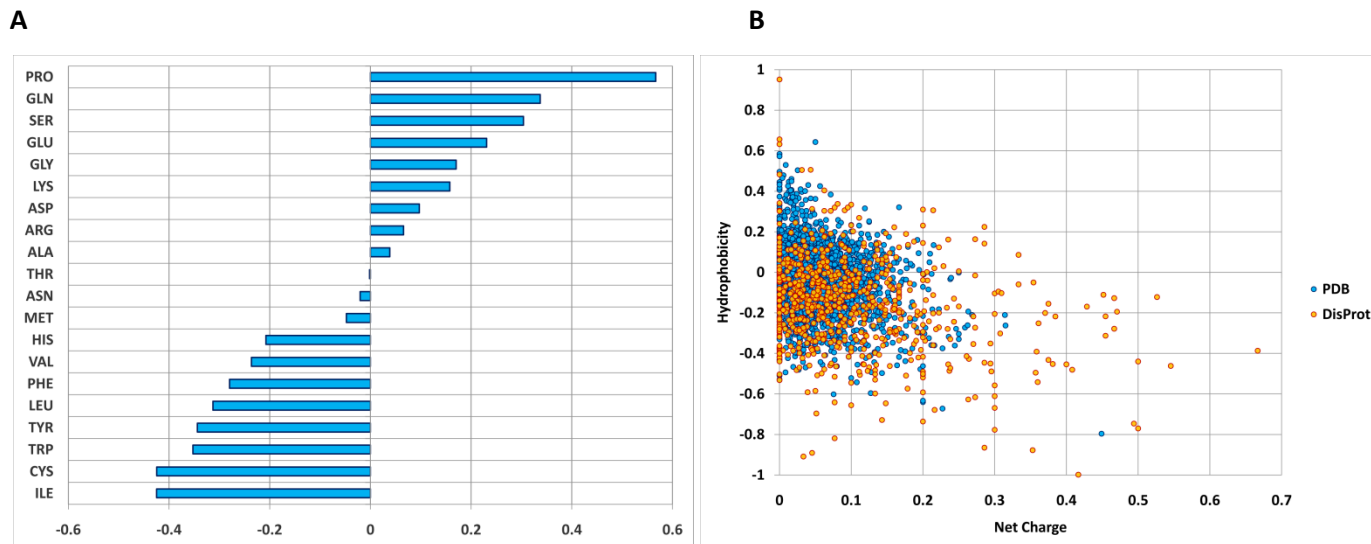 A
B
PRO
GLN
SER
GLU
GLY
LYS
ASP
ARG
ALA
THR
ASN
MET
HIS
VAL
PHE
LEU
TYR
TRP
CYS
ILE
-0.6 -0.4 -0.2 0 0.2 0.4 0.6
1
0.8
0.6
0.4
0.2
0
-0.2
-0.4
-0.6
-0.8
-1
Hydrophobicity
0 0.1 0.2 0.3 0.4 0.5 0.6 0.7
Net Charge
PDB
DisProt